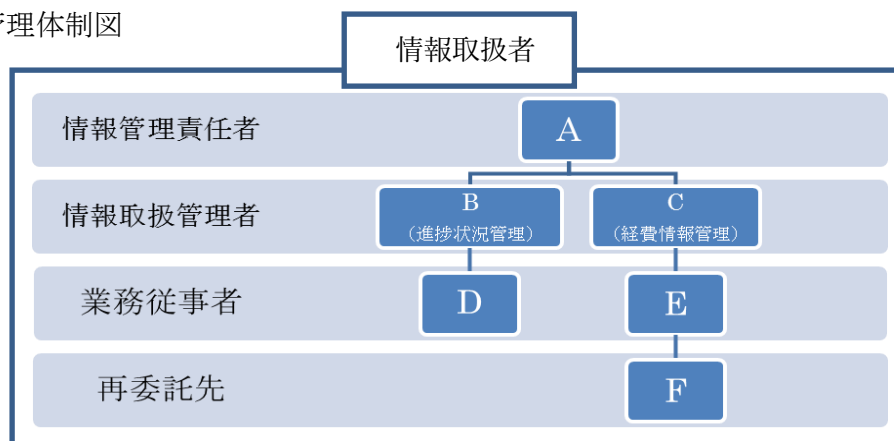 理体制図
情報取扱者
情報管理責任者
A
情報取扱管理者
B
（進捗状況管理）
C
（経費情報管理）
業務従事者
D
E
再委託先
F